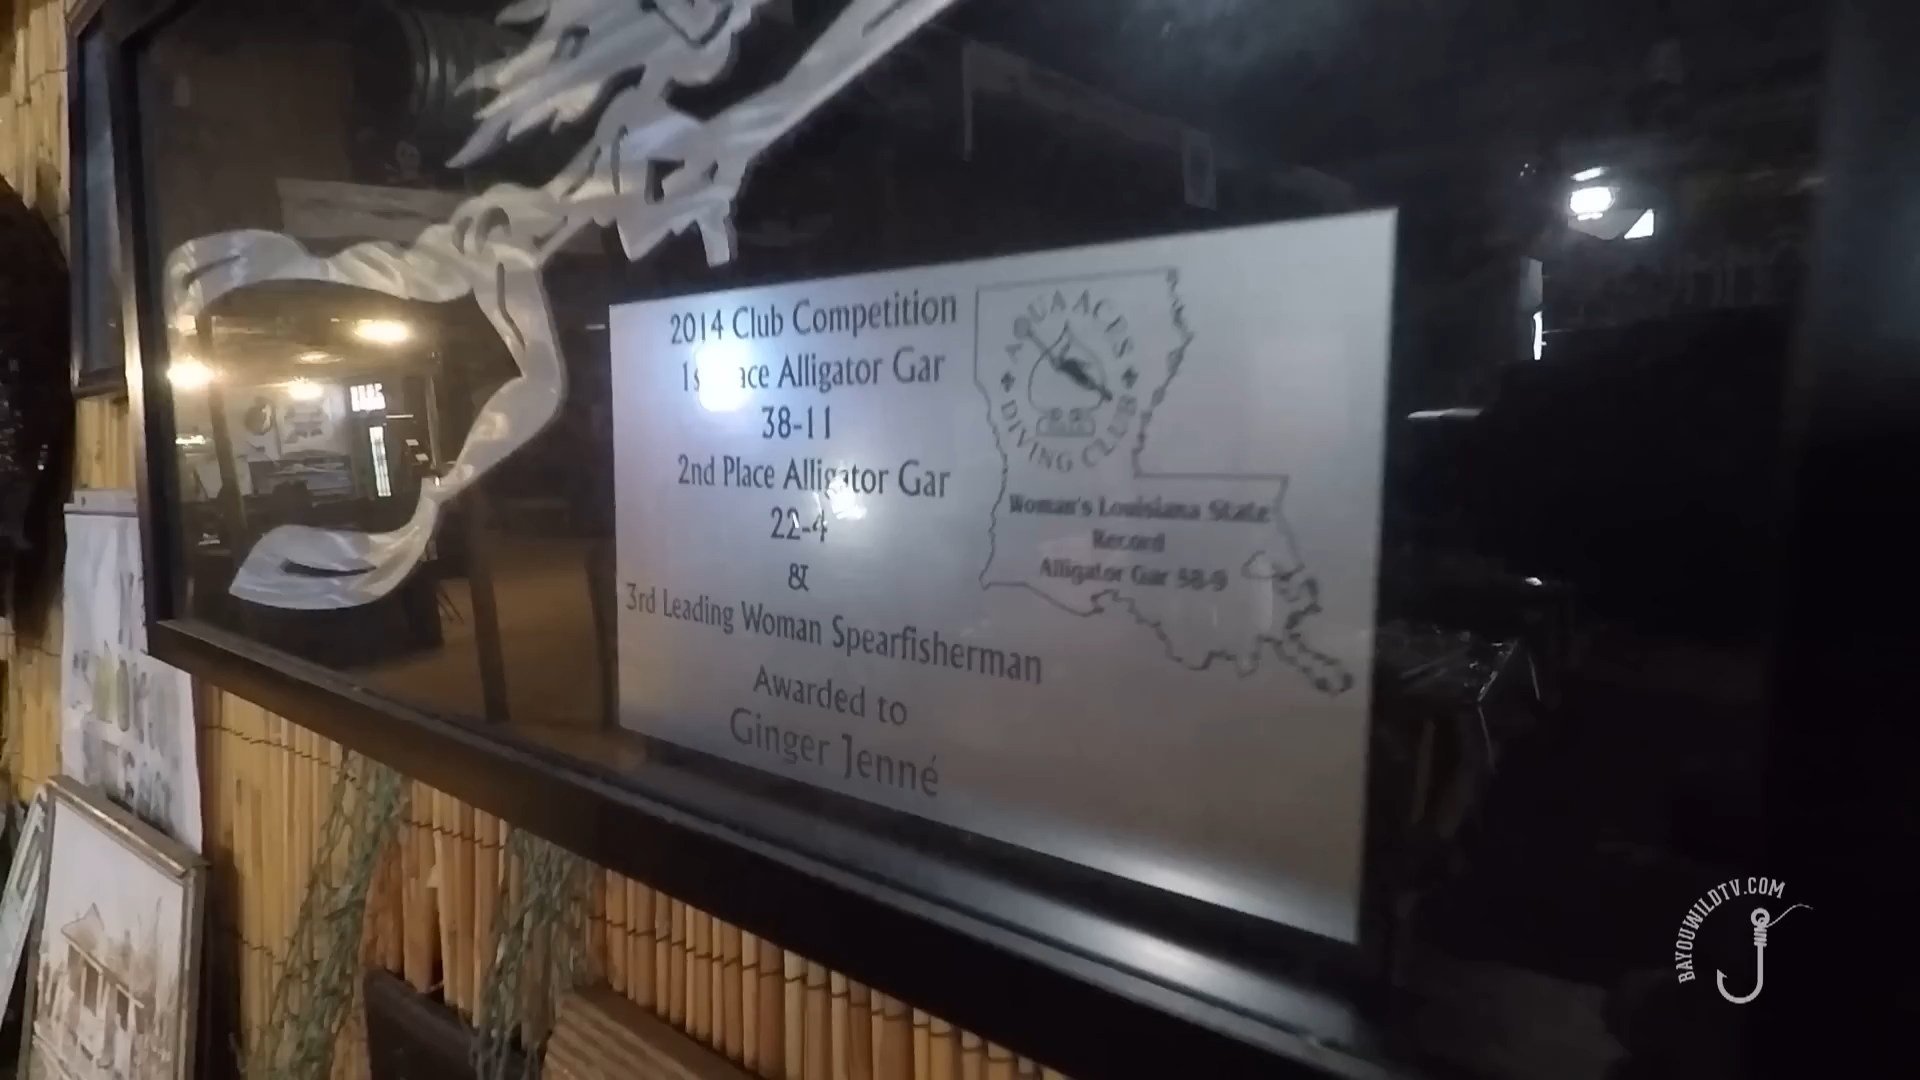 2014 Club Competition
1st Place Alligator Gar
38-11
2nd Place Alligator Gar
22-4
&
3rd Leading Woman Spearfisherman
Awarded to
Ginger Jenné
AQUA ACES
DIVING CLUB
Woman's Louisiana State
Record
Alligator Gar 58-9
BAYOUWILDTV.COM